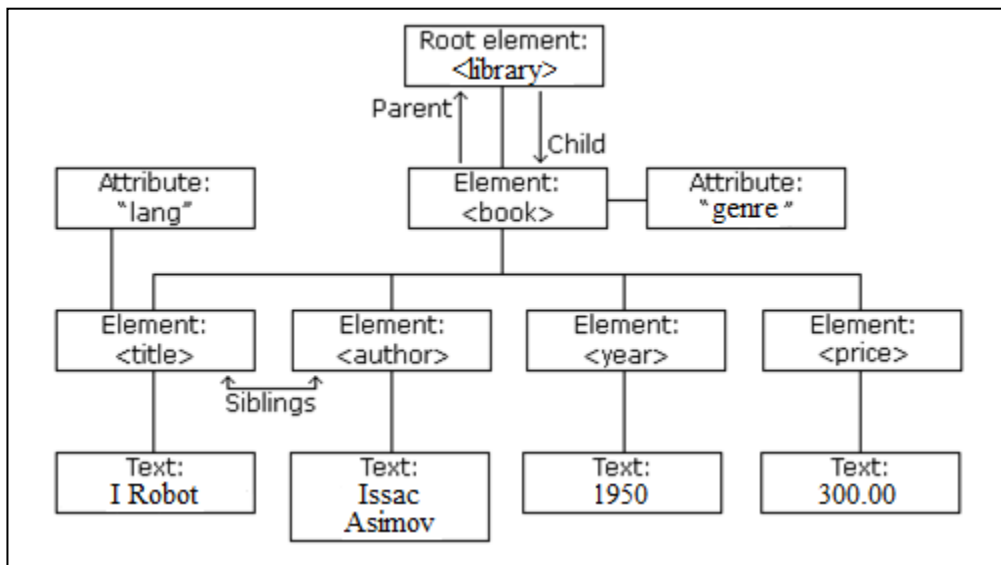 Root element:
<library>
Parent
Child
Attribute:
"lang"
Element:
<book>
Attribute:
"genre"
Element:
<title>
Element:
<author>
Element:
<year>
Element:
<price>
Siblings
Text:
I Robot
Text:
Issac
Asimov
Text:
1950
Text:
300.00